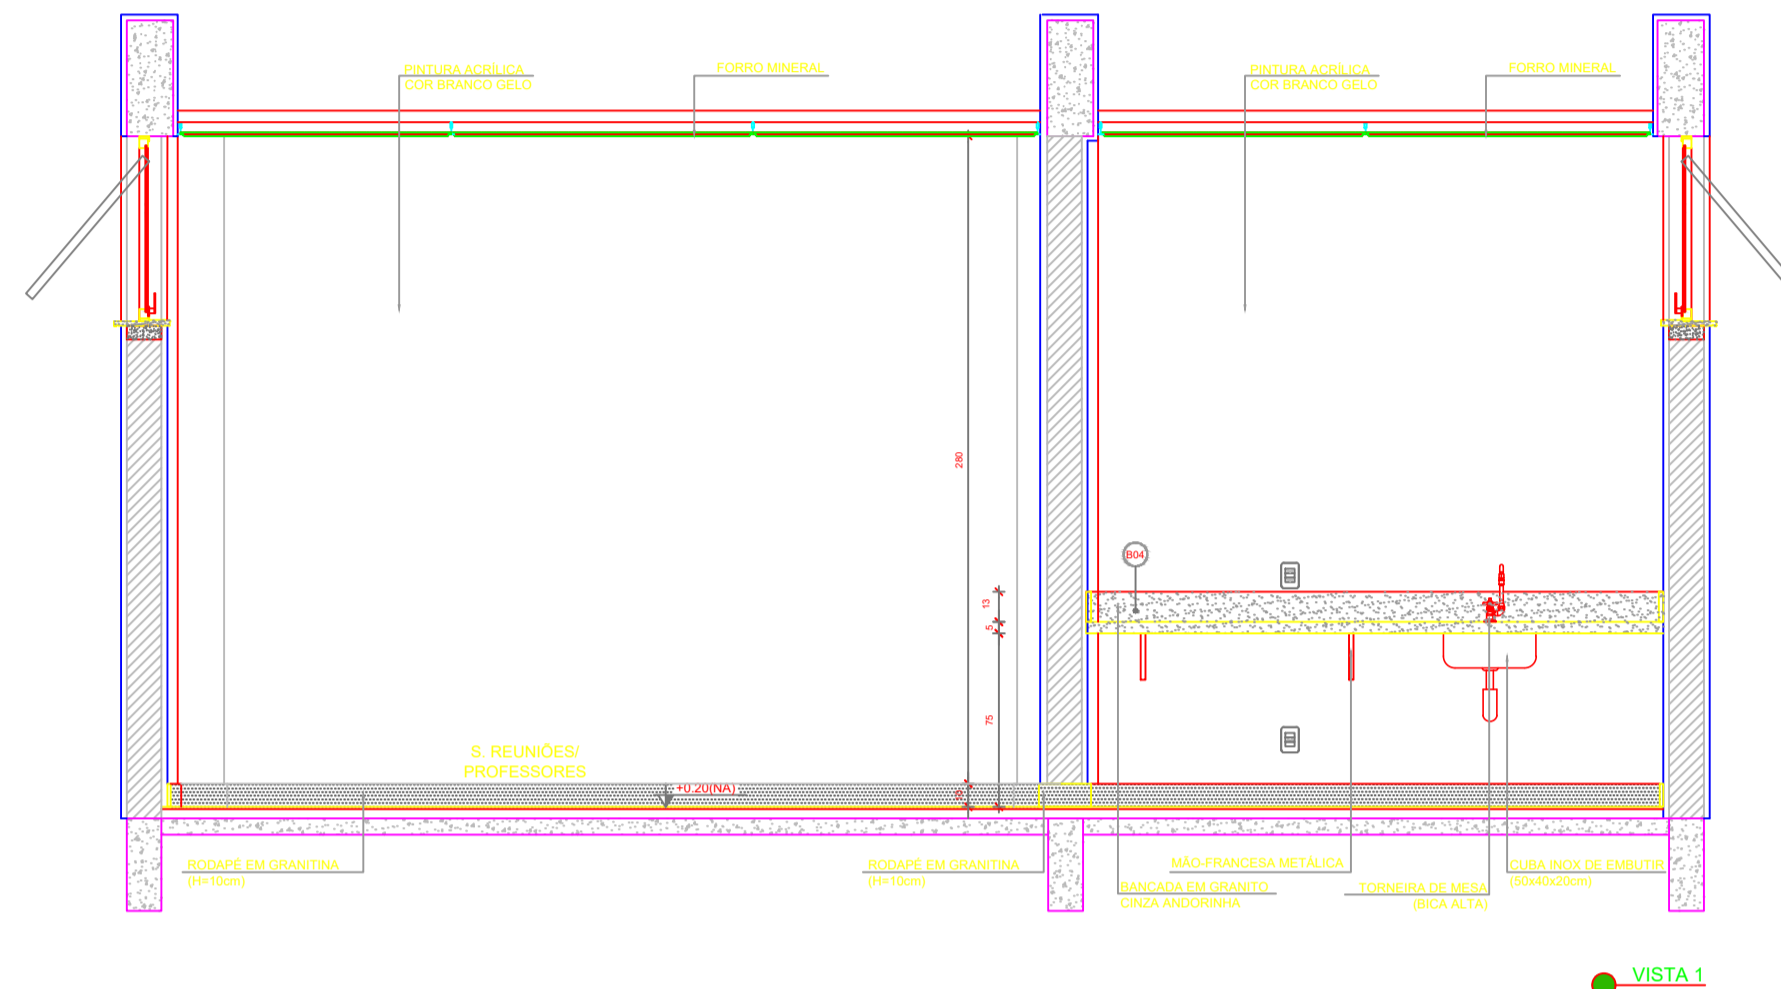 PINTURA ACRÍLICA
COR BRANCO GELO
FORRO MINERAL
PINTURA ACRÍLICA
COR BRANCO GELO
FORRO MINERAL
280
B04
13
5
75
S. REUNIÕES/
PROFESSORES
+0.20(NA)
10
RODAPÉ EM GRANITINA
(H=10cm)
RODAPÉ EM GRANITINA
(H=10cm)
MÃO-FRANCESA METÁLICA
CUBA INOX DE EMBUTIR
(50x40x20cm)
BANCADA EM GRANITO
CINZA ANDORINHA
TORNEIRA DE MESA
(BICA ALTA)
VISTA 1